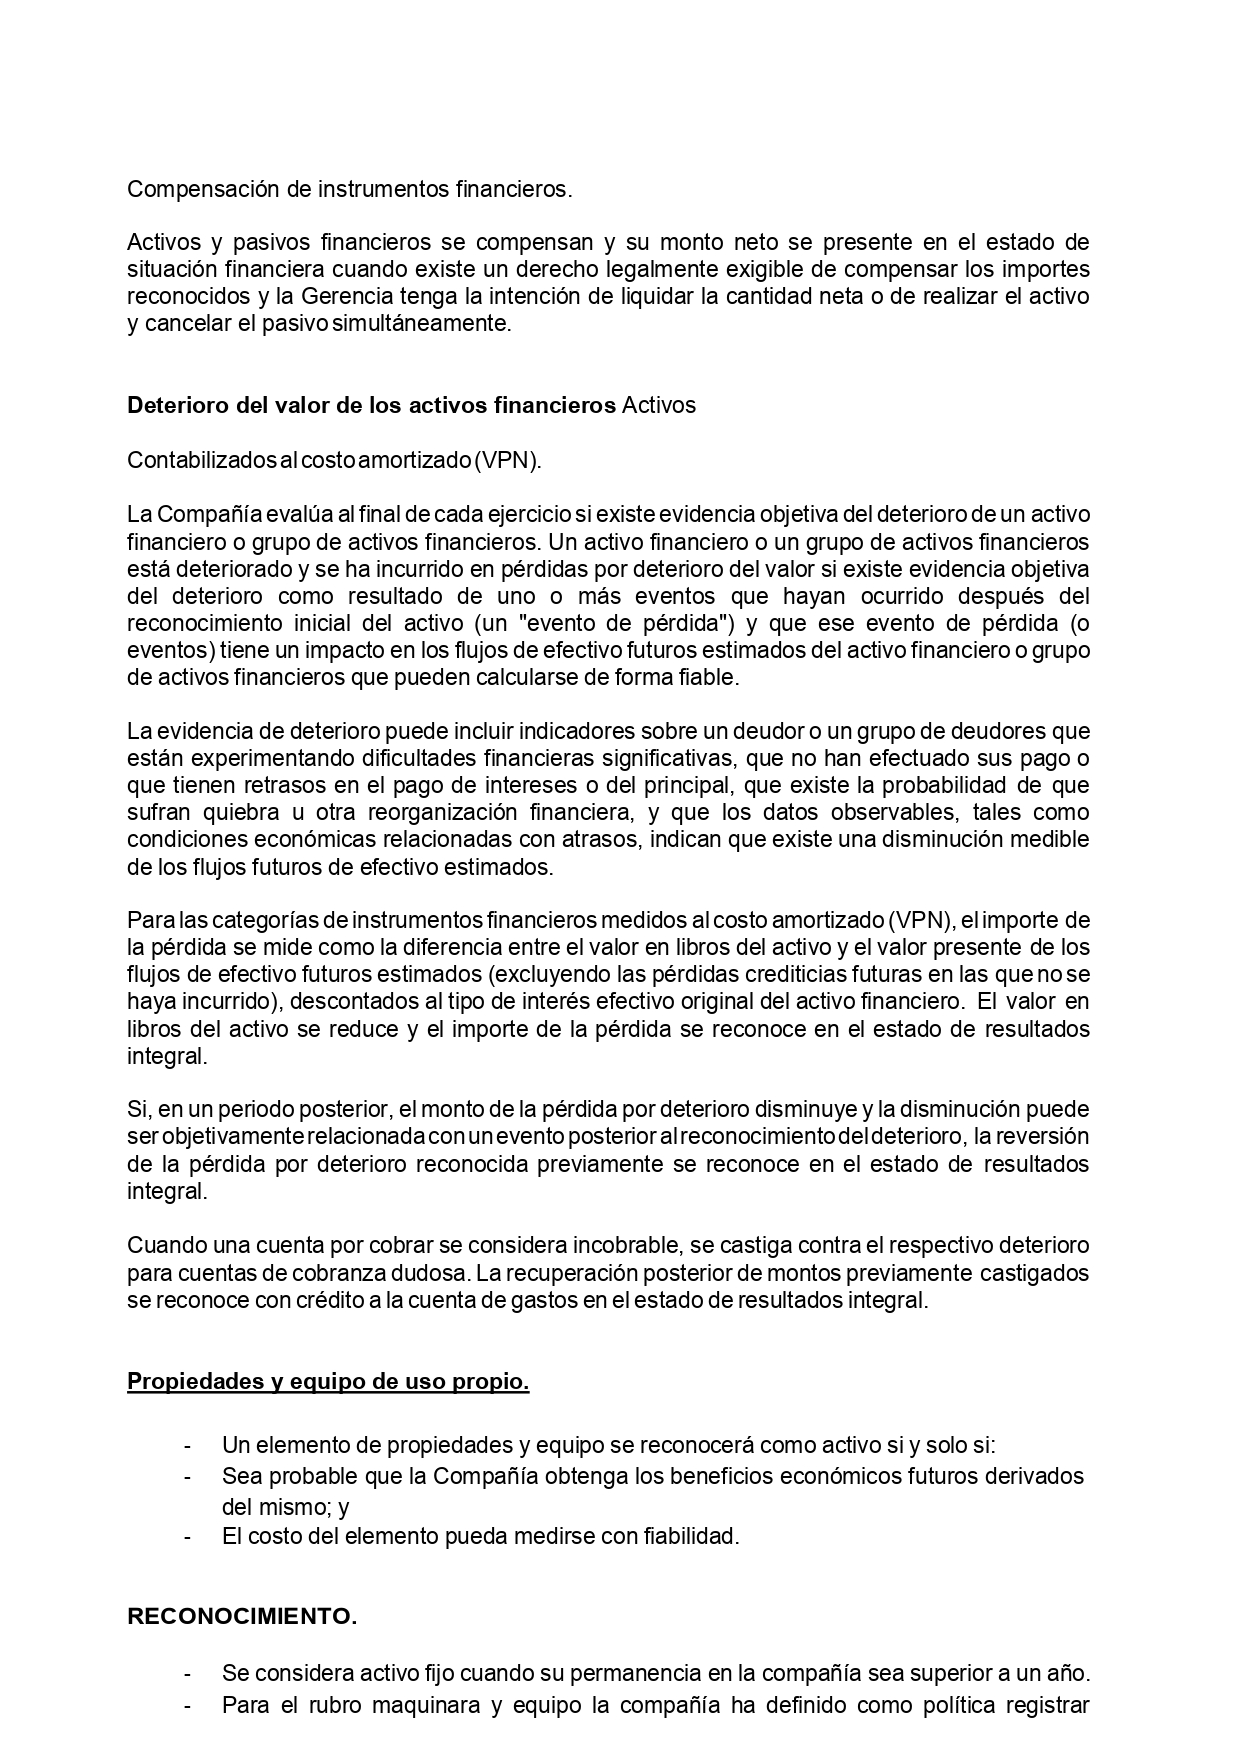 Compensación de instrumentos financieros.
Activos y pasivos financieros se compensan y su monto neto se presente en el estado de
situación financiera cuando existe un derecho legalmente exigible de compensar los importes
reconocidos y la Gerencia tenga la intención de liquidar la cantidad neta o de realizar el activo
y cancelar el pasivo simultáneamente.
Deterioro del valor de los activos financieros Activos
Contabilizados al costo amortizado (VPN).
La Compañía evalúa al final de cada ejercicio si existe evidencia objetiva del deterioro de un activo
financiero o grupo de activos financieros. Un activo financiero o un grupo de activos financieros
está deteriorado y se ha incurrido en pérdidas por deterioro del valor si existe evidencia objetiva
del deterioro como resultado de uno o más eventos que hayan ocurrido después del
reconocimiento inicial del activo (un "evento de pérdida") y que ese evento de pérdida (o
eventos) tiene un impacto en los flujos de efectivo futuros estimados del activo financiero o grupo
de activos financieros que pueden calcularse de forma fiable.
La evidencia de deterioro puede incluir indicadores sobre un deudor o un grupo de deudores que
están experimentando dificultades financieras significativas, que no han efectuado sus pago o
que tienen retrasos en el pago de intereses o del principal, que existe la probabilidad de que
sufran quiebra u otra reorganización financiera, y que los datos observables, tales como
condiciones económicas relacionadas con atrasos, indican que existe una disminución medible
de los flujos futuros de efectivo estimados.
Para las categorías de instrumentos financieros medidos al costo amortizado (VPN), el importe de
la pérdida se mide como la diferencia entre el valor en libros del activo y el valor presente de los
flujos de efectivo futuros estimados (excluyendo las pérdidas crediticias futuras en las que no se
haya incurrido), descontados al tipo de interés efectivo original del activo financiero. El valor en
libros del activo se reduce y el importe de la pérdida se reconoce en el estado de resultados
integral.
Si, en un periodo posterior, el monto de la pérdida por deterioro disminuye y la disminución puede
ser objetivamente relacionada con un evento posterior al reconocimiento del deterioro, la reversión
de la pérdida por deterioro reconocida previamente se reconoce en el estado de resultados
integral.
Cuando una cuenta por cobrar se considera incobrable, se castiga contra el respectivo deterioro
para cuentas de cobranza dudosa. La recuperación posterior de montos previamente castigados
se reconoce con crédito a la cuenta de gastos en el estado de resultados integral.
Propiedades y equipo de uso propio.
- Un elemento de propiedades y equipo se reconocerá como activo si y solo si:
- Sea probable que la Compañía obtenga los beneficios económicos futuros derivados
del mismo; y
- El costo del elemento pueda medirse con fiabilidad.
RECONOCIMIENTO.
- Se considera activo fijo cuando su permanencia en la compañía sea superior a un año.
- Para el rubro maquinara y equipo la compañía ha definido como política registrar